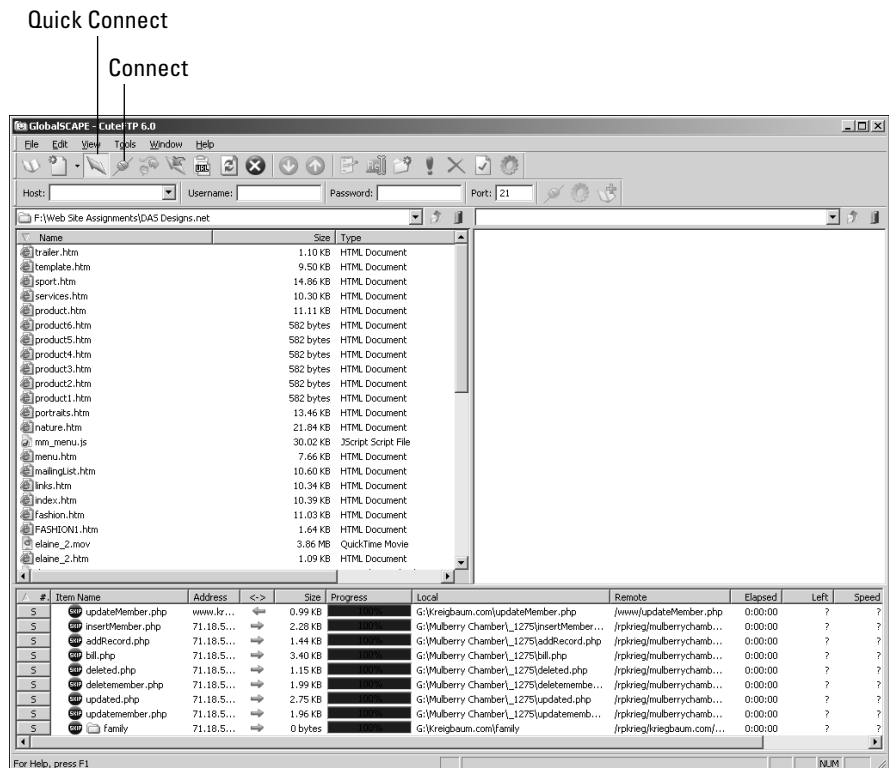 Quick Connect
Connect
GlobalSCAPE - CuteFTP 6.0
File Edit View Tools Window Help
URL
Host: Username: Password: Port: 21
F:\Web Site Assignments\DAS Designs.net
Name Size Type
trailer.htm 1.10 KB HTML Document
template.htm 9.50 KB HTML Document
sport.htm 14.86 KB HTML Document
services.htm 10.30 KB HTML Document
product.htm 11.11 KB HTML Document
product6.htm 582 bytes HTML Document
product5.htm 582 bytes HTML Document
product4.htm 582 bytes HTML Document
product3.htm 582 bytes HTML Document
product2.htm 582 bytes HTML Document
product1.htm 582 bytes HTML Document
portraits.htm 13.46 KB HTML Document
nature.htm 21.84 KB HTML Document
mm_menu.js 30.02 KB JScript Script File
menu.htm 7.66 KB HTML Document
mailingList.htm 10.60 KB HTML Document
links.htm 10.34 KB HTML Document
index.htm 10.39 KB HTML Document
fashion.htm 11.03 KB HTML Document
FASHION1.htm 1.64 KB HTML Document
elaine_2.mov 3.86 MB QuickTime Movie
elaine_2.htm 1.09 KB HTML Document
#. Item Name Address <-> Size Progress Local Remote Elapsed Left Speed
S SKIP updateMember.php www.kr... 0.99 KB 100% G:\Kreigbaum.com\updateMember.php /www/updateMember.php 0:00:00 ? ?
S SKIP insertMember.php 71.18.5... 2.28 KB 100% G:\Mulberry Chamber\_1275\insertMember... /rpkrieg/mulberrychamb... 0:00:00 ? ?
S SKIP addRecord.php 71.18.5... 1.44 KB 100% G:\Mulberry Chamber\_1275\addRecord.php /rpkrieg/mulberrychamb... 0:00:00 ? ?
S SKIP bill.php 71.18.5... 3.40 KB 100% G:\Mulberry Chamber\_1275\bill.php /rpkrieg/mulberrychamb... 0:00:00 ? ?
S SKIP deleted.php 71.18.5... 1.15 KB 100% G:\Mulberry Chamber\_1275\deleted.php /rpkrieg/mulberrychamb... 0:00:00 ? ?
S SKIP deletemember.php 71.18.5... 1.99 KB 100% G:\Mulberry Chamber\_1275\deletemembe... /rpkrieg/mulberrychamb... 0:00:00 ? ?
S SKIP updated.php 71.18.5... 2.75 KB 100% G:\Mulberry Chamber\_1275\updated.php /rpkrieg/mulberrychamb... 0:00:00 ? ?
S SKIP updatemember.php 71.18.5... 1.96 KB 100% G:\Mulberry Chamber\_1275\updatememb... /rpkrieg/mulberrychamb... 0:00:00 ? ?
S SKIP family 71.18.5... 0 bytes 100% G:\Kreigbaum.com\family /rpkrieg/kriegbaum.com/... 0:00:00 ? ?
For Help, press F1 NUM